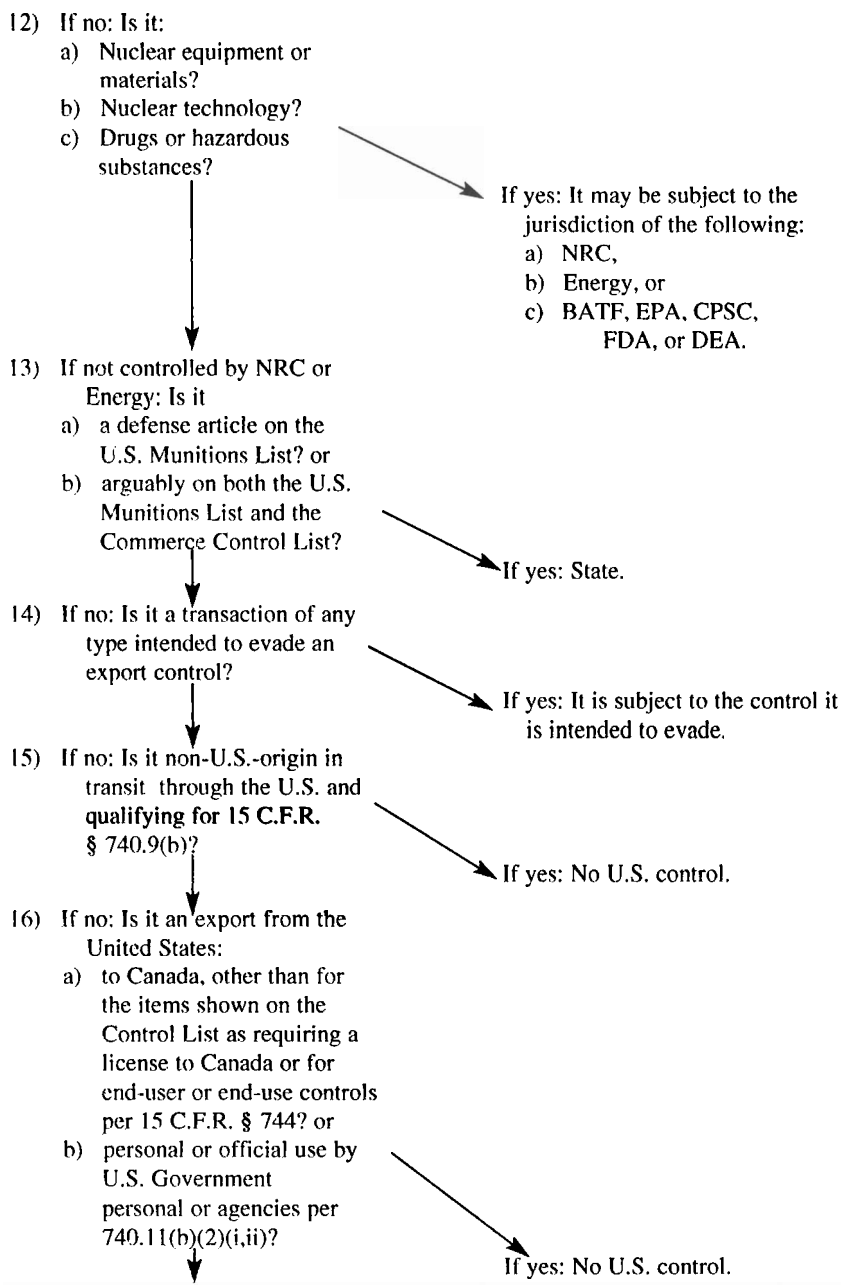 12) If no: Is it:
a) Nuclear equipment or
materials?
b) Nuclear technology?
c) Drugs or hazardous
substances?
If yes: It may be subject to the
jurisdiction of the following:
a) NRC,
b) Energy, or
c) BATF, EPA, CPSC,
FDA, or DEA.
13) If not controlled by NRC or
Energy: Is it
a) a defense article on the
U.S. Munitions List? or
b) arguably on both the U.S.
Munitions List and the
Commerce Control List?
If yes: State.
14) If no: Is it a transaction of any
type intended to evade an
export control?
If yes: It is subject to the control it
is intended to evade.
15) If no: Is it non-U.S.-origin in
transit through the U.S. and
qualifying for 15 C.F.R.
§ 740.9(b)?
If yes: No U.S. control.
16) If no: Is it an export from the
United States:
a) to Canada, other than for
the items shown on the
Control List as requiring a
license to Canada or for
end-user or end-use controls
per 15 C.F.R. § 744? or
b) personal or official use by
U.S. Government
personal or agencies per
740.11(b)(2)(i,ii)?
If yes: No U.S. control.